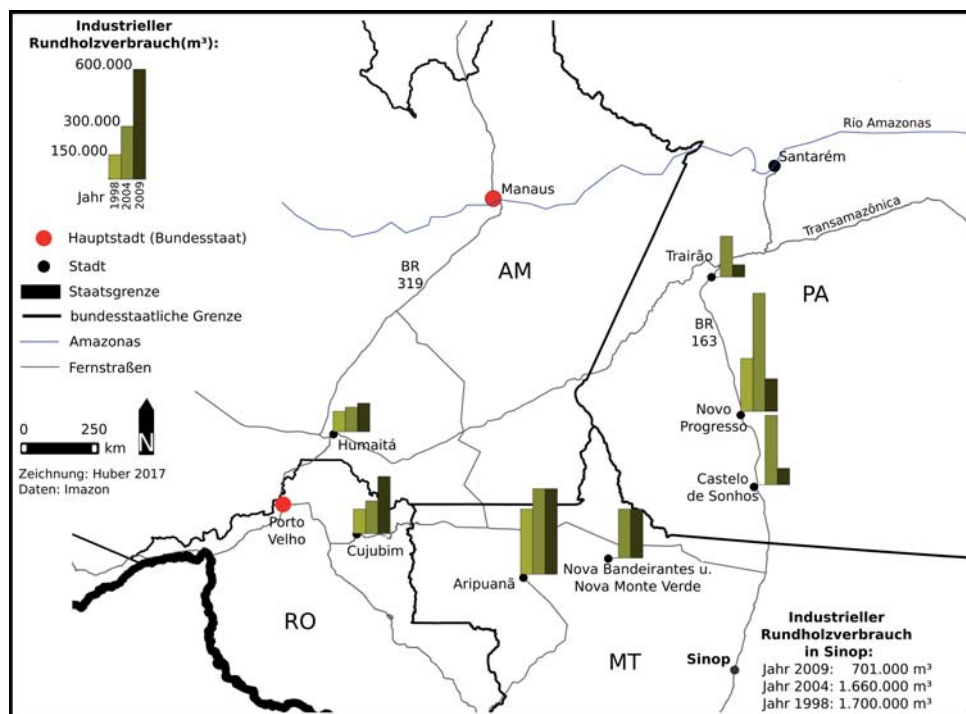 Industrieller
Rundholzverbrauch(m³):
600.000
300.000
150.000
Jahr
1998
2004
2009
Hauptstadt (Bundesstaat)
Stadt
Staatsgrenze
bundesstaatliche Grenze
Amazonas
Fernstraßen
0 250
km
N
Zeichnung: Huber 2017
Daten: Imazon
Rio Amazonas
Santarém
Manaus
Transamazônica
Trairão
BR
319
AM
PA
BR
163
Novo
Progresso
Humaitá
Castelo
de Sonhos
Porto
Velho
Cujubim
Aripuanã
Nova Bandeirantes u.
Nova Monte Verde
RO
MT
Sinop
Industrieller
Rundholzverbrauch
in Sinop:
Jahr 2009: 701.000 m³
Jahr 2004: 1.660.000 m³
Jahr 1998: 1.700.000 m³